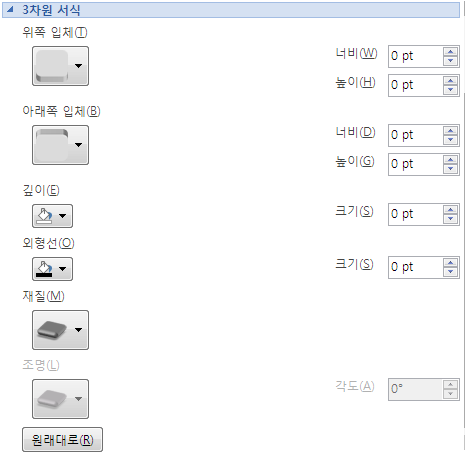 3차원 서식
위쪽 입체(T)
너비(W) 0 pt
높이(H) 0 pt
아래쪽 입체(B)
너비(D) 0 pt
높이(G) 0 pt
깊이(E)
크기(S) 0 pt
외형선(O)
크기(S) 0 pt
재질(M)
조명(L)
각도(A) 0°
원래대로(R)